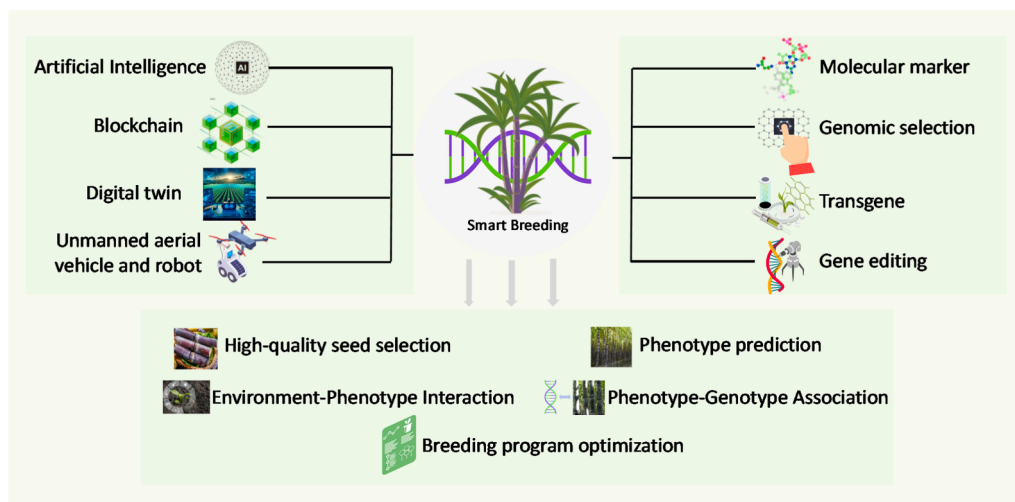 Artificial Intelligence
AI
Blockchain
Digital twin
Unmanned aerial
vehicle and robot
Smart Breeding
Molecular marker
Genomic selection
Transgene
Gene editing
High-quality seed selection
Phenotype prediction
Environment-Phenotype Interaction
Phenotype-Genotype Association
Breeding program optimization